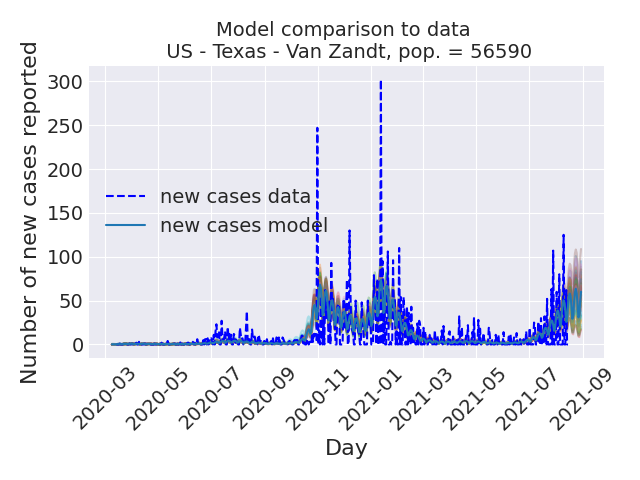 Model comparison to data
US - Texas - Van Zandt, pop. = 56590
Number of new cases reported
300
250
200
150
100
50
0
new cases data
new cases model
2020-03
2020-05
2020-07
2020-09
2020-11
2021-01
2021-03
2021-05
2021-07
2021-09
Day